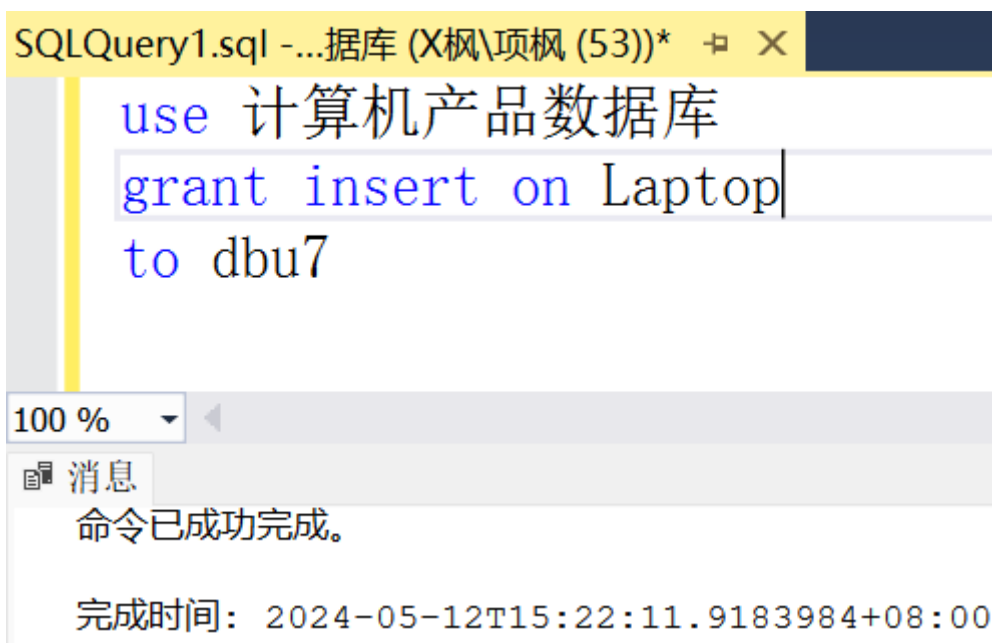 SQLQuery1.sql -...据库 (X枫\项枫 (53))*
use 计算机产品数据库
grant insert on Laptop
to dbu7
100 %
消息
命令已成功完成。
完成时间: 2024-05-12T15:22:11.9183984+08:00